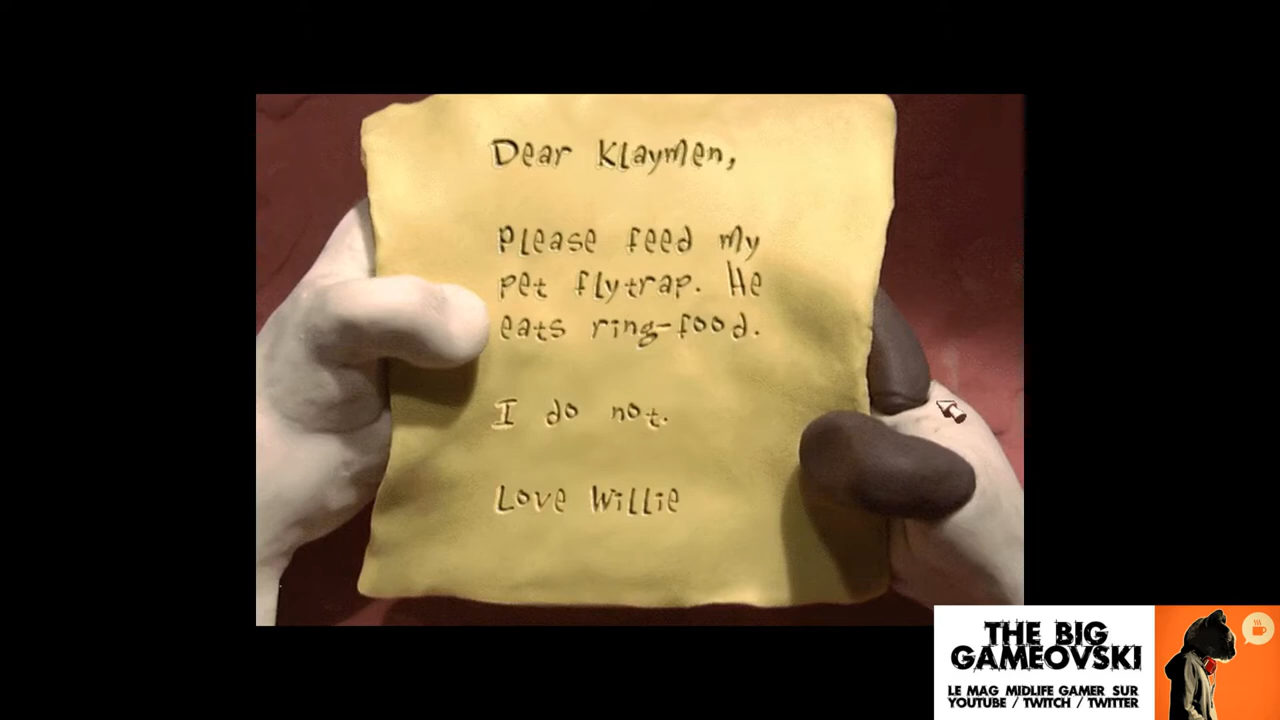 Dear Klaymen,
Please feed my
pet flytrap. He
eats ring-food.
I do not.
Love Willie
THE BIG
GAMEOVSKI
LE MAG MIDLIFE GAMER SUR
YOUTUBE / TWITCH / TWITTER